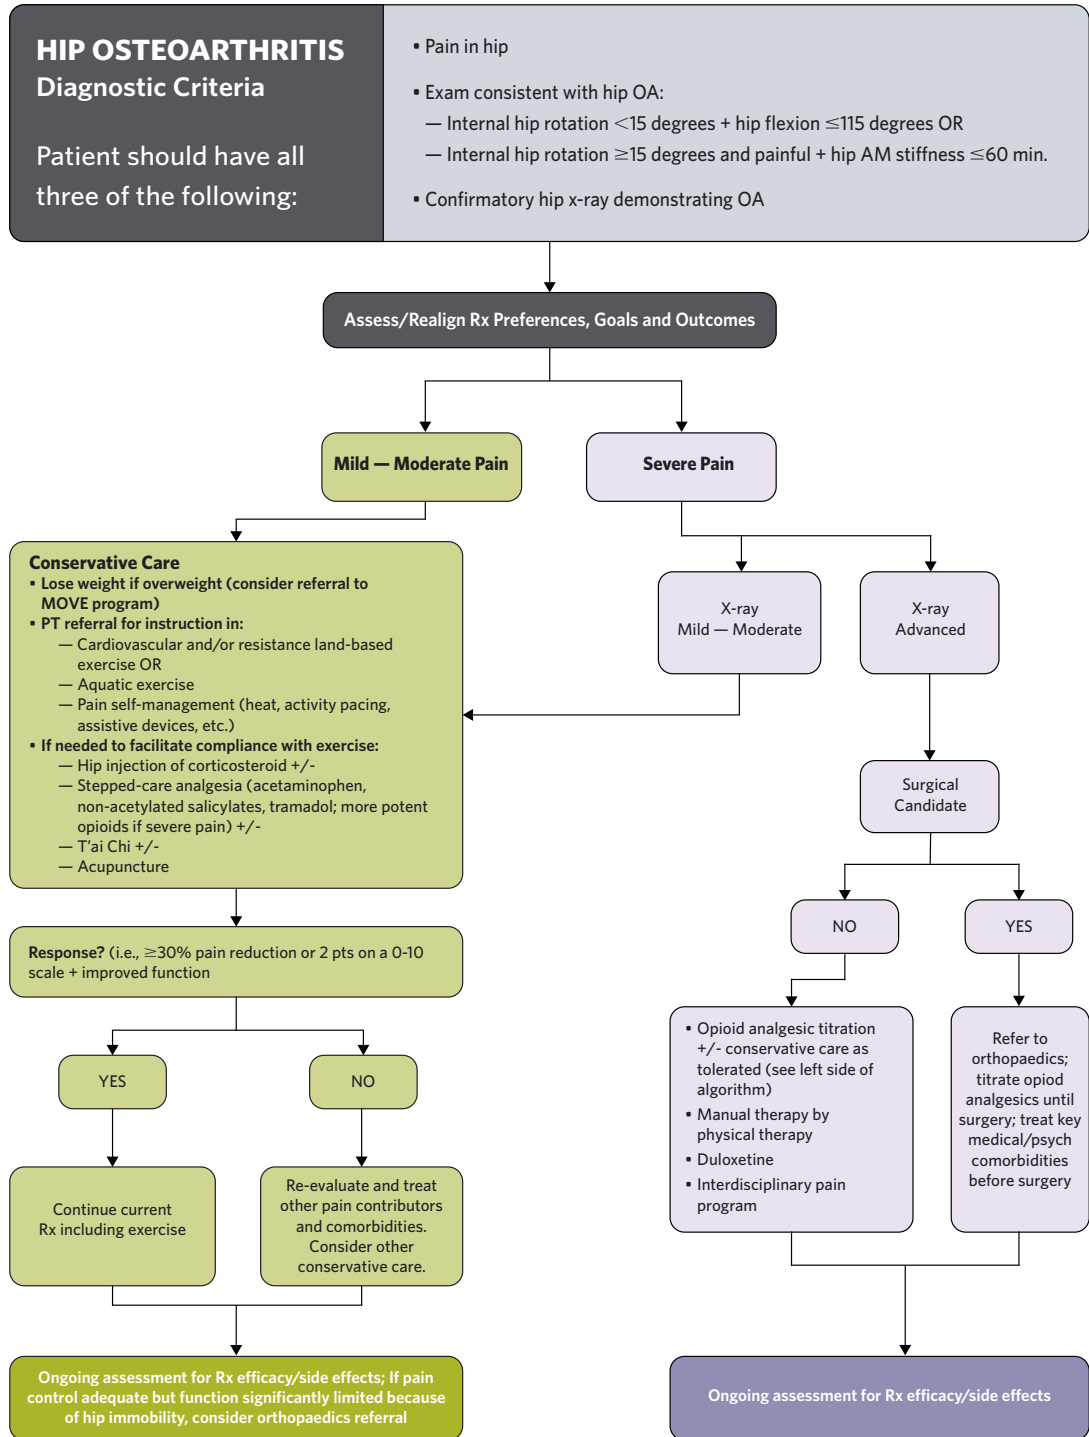 HIP OSTEOARTHRITIS
Diagnostic Criteria
Patient should have all
three of the following:
• Pain in hip
• Exam consistent with hip OA:
— Internal hip rotation <15 degrees + hip flexion ≤115 degrees OR
— Internal hip rotation ≥15 degrees and painful + hip AM stiffness ≤60 min.
• Confirmatory hip x-ray demonstrating OA
Assess/Realign Rx Preferences, Goals and Outcomes
Mild — Moderate Pain
Severe Pain
Conservative Care
• Lose weight if overweight (consider referral to
MOVE program)
• PT referral for instruction in:
— Cardiovascular and/or resistance land-based
exercise OR
— Aquatic exercise
— Pain self-management (heat, activity pacing,
assistive devices, etc.)
• If needed to facilitate compliance with exercise:
— Hip injection of corticosteroid +/-
— Stepped-care analgesia (acetaminophen,
non-acetylated salicylates, tramadol; more potent
opioids if severe pain) +/-
— T'ai Chi +/-
— Acupuncture
X-ray
Mild — Moderate
X-ray
Advanced
Surgical
Candidate
NO
YES
Response? (i.e., ≥30% pain reduction or 2 pts on a 0-10
scale + improved function
YES
NO
Continue current
Rx including exercise
Re-evaluate and treat
other pain contributors
and comorbidities.
Consider other
conservative care.
• Opioid analgesic titration
+/- conservative care as
tolerated (see left side of
algorithm)
• Manual therapy by
physical therapy
• Duloxetine
• Interdisciplinary pain
program
Refer to
orthopaedics;
titrate opiod
analgesics until
surgery; treat key
medical/psych
comorbidities
before surgery
Ongoing assessment for Rx efficacy/side effects; If pain
control adequate but function significantly limited because
of hip immobility, consider orthopaedics referral
Ongoing assessment for Rx efficacy/side effects